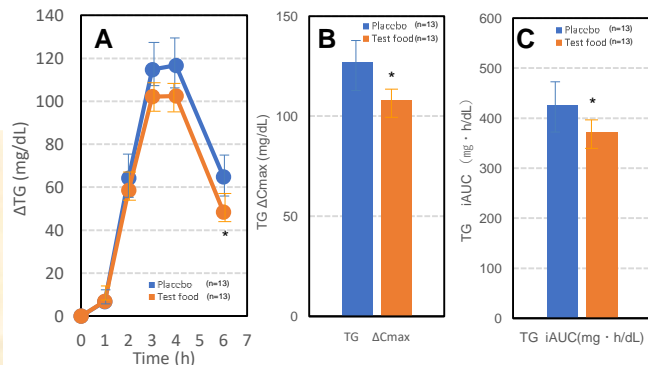 A
ΔTG (mg/dL)
140
120
100
80
60
40
20
0
*
Placebo (n=13)
Test food (n=13)
0 1 2 3 4 5 6 7
Time (h)
B
Placebo (n=13)
Test food (n=13)
TG ΔCmax (mg/dL)
150
100
50
0
*
TG ΔCmax
C
Placebo (n=13)
Test food (n=13)
TG iAUC (mg・h/dL)
600
500
400
300
200
100
0
*
TG iAUC(mg・h/dL)